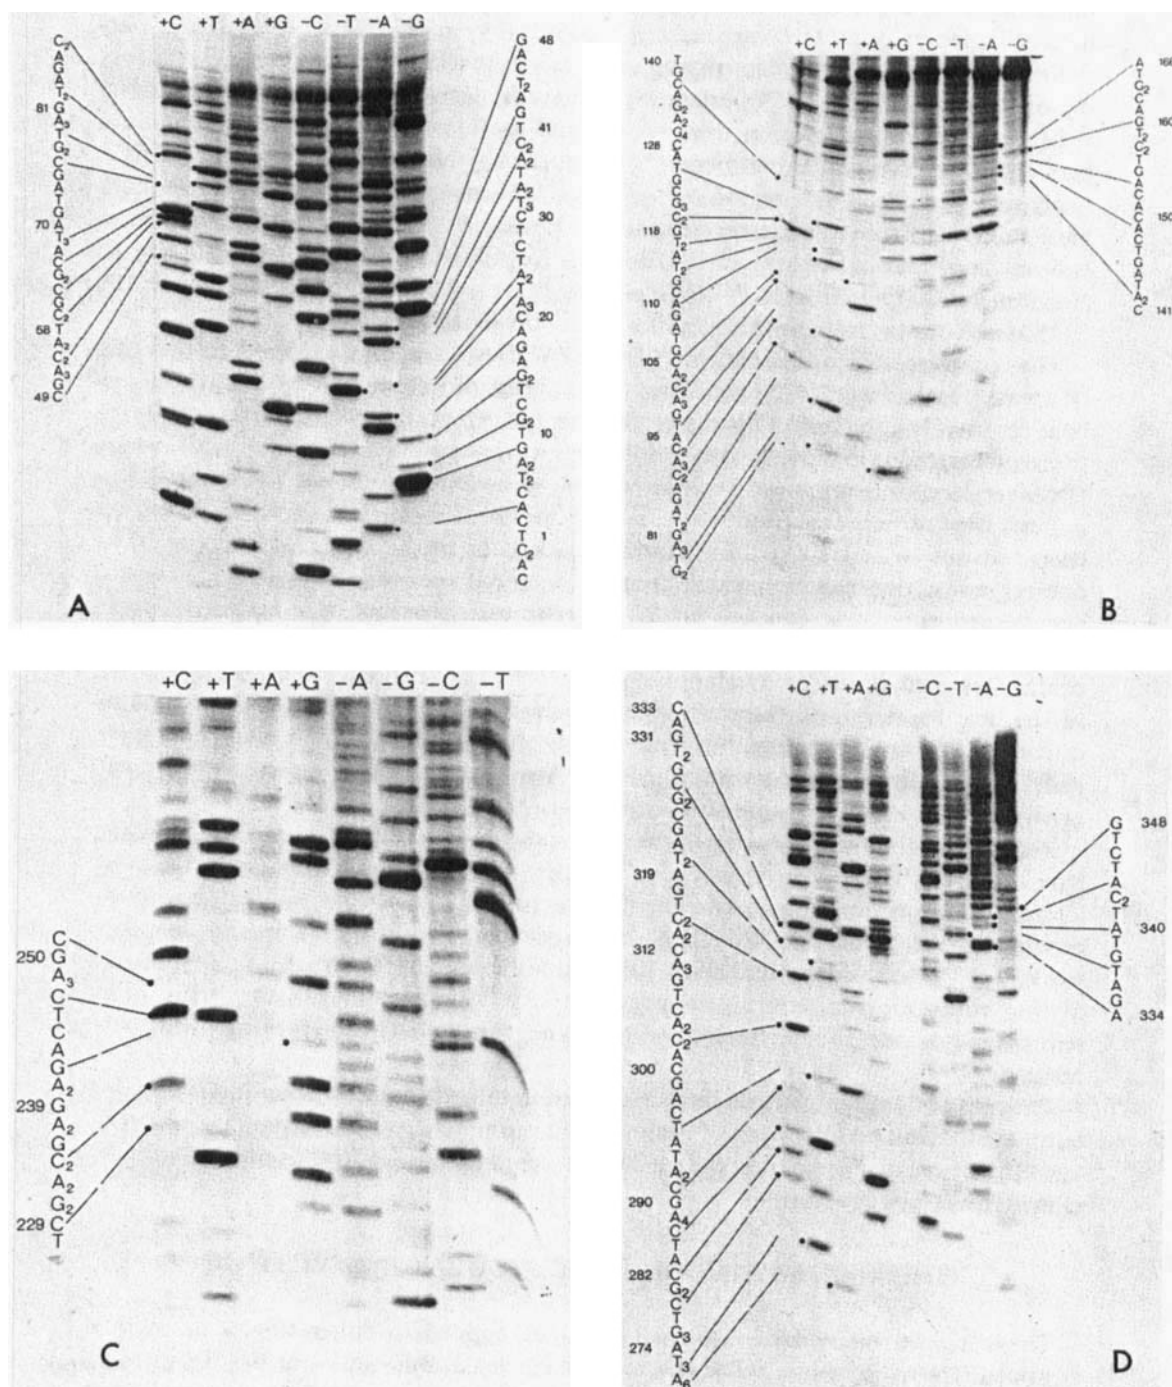 +C +T +A +G −C −T −A −G
C2 A G A T2 G A3 T G2 C G A G T A G T A T3 A C G2 C G C2 T A2 C2 A3 G C
81
70
58
49
G A C T2 A G T C2 A2 T A2 T3 C T C T A2 T A3 C A G A G2 T C G2 T G A2 T2 C A C T C2 A C
48
41
30
20
10
1
A
+C +T +A +G −C −T −A −G
T G C A G2 A2 G4 C A T G C G3 C2 G T2 A T2 G A C G A T G C A2 C2 A3 G T A C2 A3 C2 A G A T2 G A3 G2
140
128
118
110
105
95
81
A T C2 A G T C2 T C A G A C A C A C T G A T A2 C
166
160
150
141
B
+C +T +A +G −A −G −C −T
C G A3 C T C A G A2 G A2 G C2 A2 G2 C T
250
239
229
C
+C +T +A +G −C −T −A −G
C A G T2 G C G2 C G A T2 A G T C2 A2 C A3 G T C A2 C2 A C G A C T A T A2 C G A4 C T A C G2 C T G3 A T3 A6
333
331
319
312
300
290
282
274
G T C T A C2 T A T G T A G A
348
340
334
D